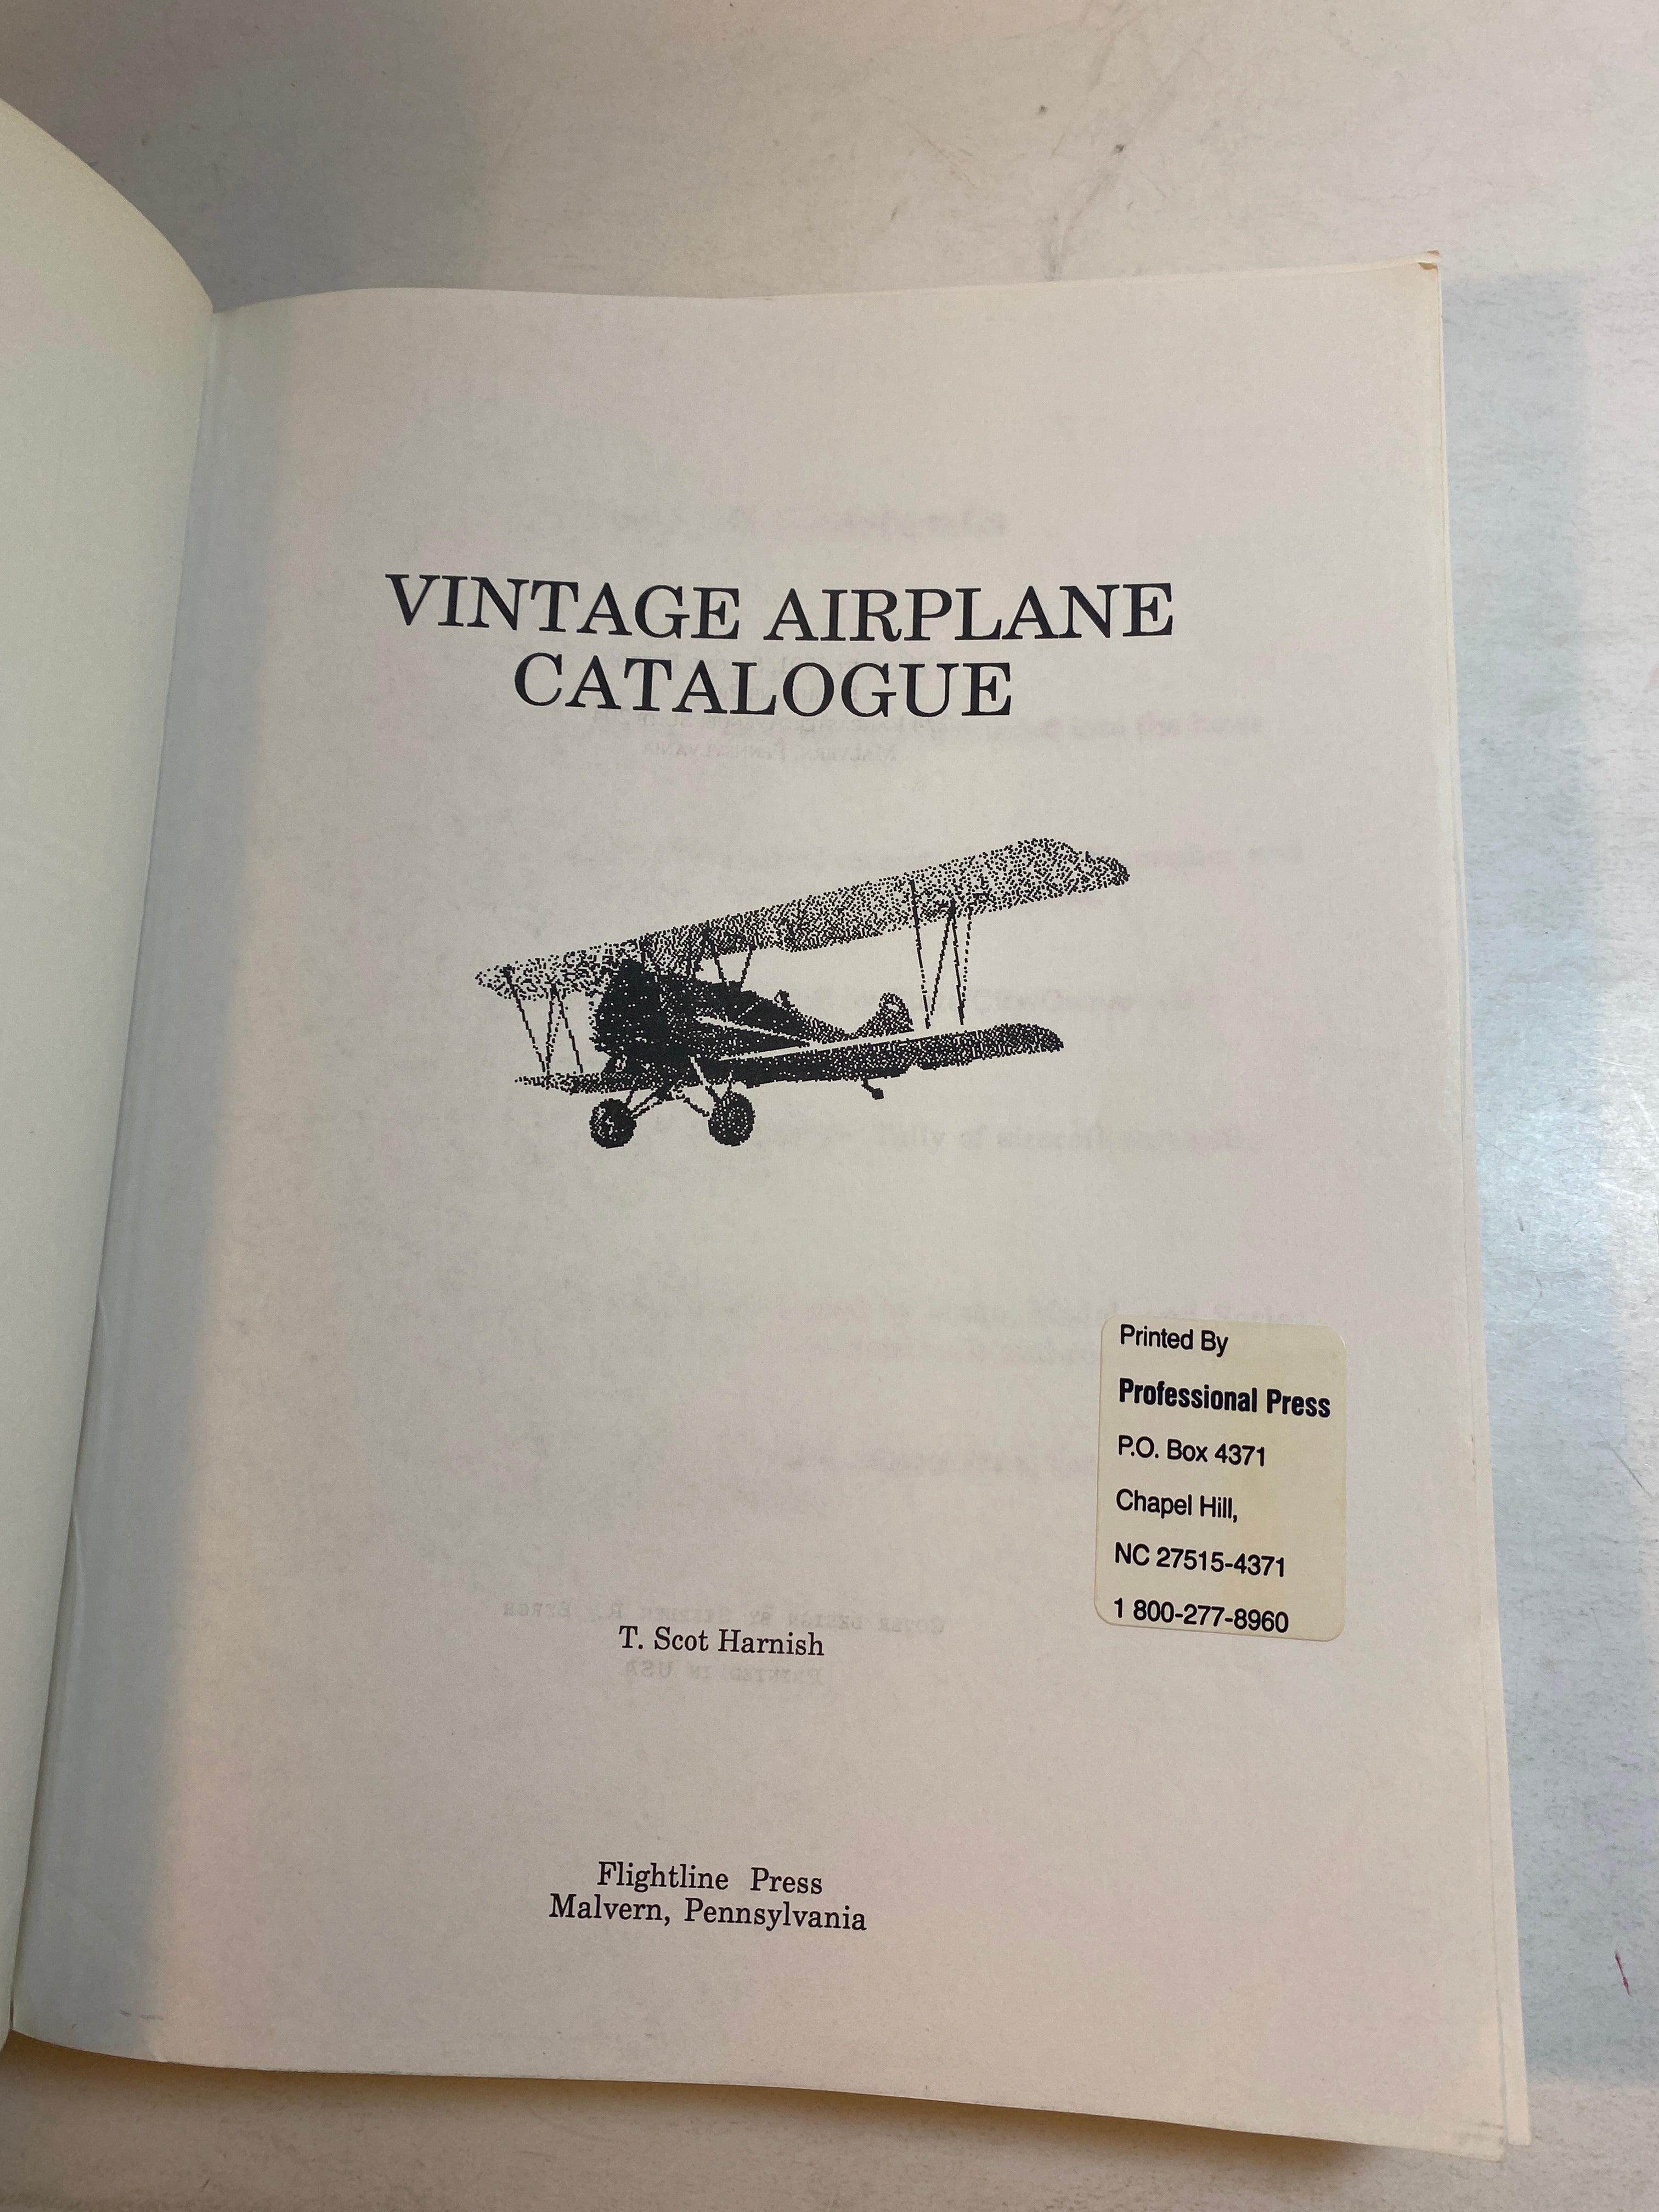 VINTAGE AIRPLANE
CATALOGUE
Printed By
Professional Press
P.O. Box 4371
Chapel Hill,
NC 27515-4371
1 800-277-8960
T. Scot Harnish
Flightline Press
Malvern, Pennsylvania